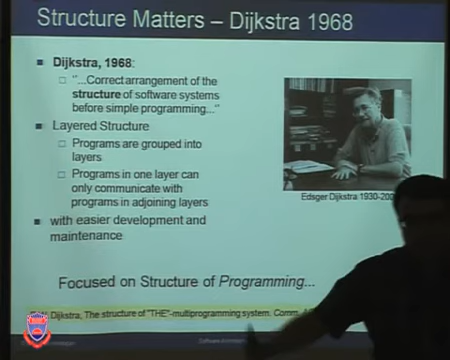 Structure Matters – Dijkstra 1968
Dijkstra, 1968:
"...Correct arrangement of the
structure of software systems
before simple programming..."
Layered Structure
Programs are grouped into
layers
Programs in one layer can
only communicate with
programs in adjoining layers
with easier development and
maintenance
Edsger Dijkstra 1930-200
Focused on Structure of Programming...
Dijkstra, The structure of "THE"-multiprogramming system. Comm.